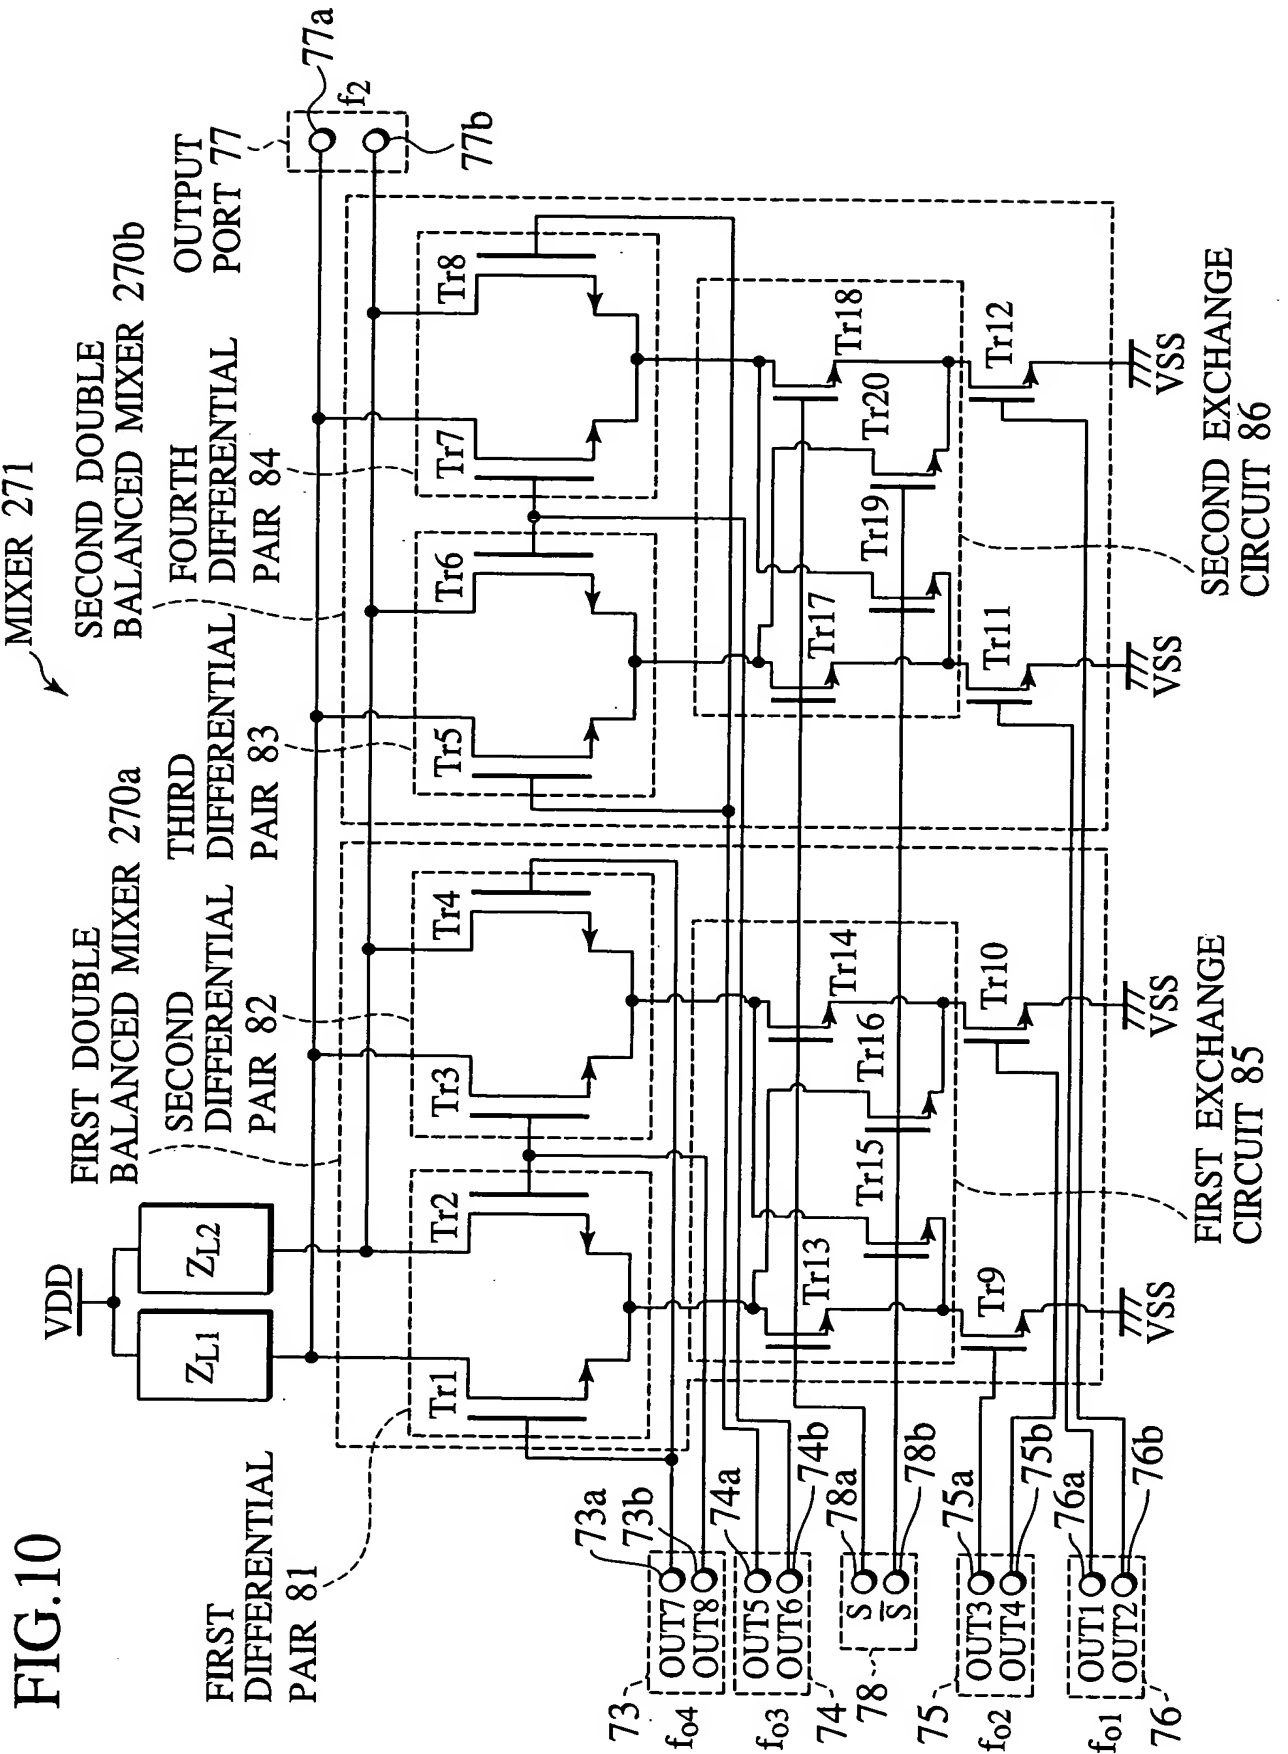 FIG.10
MIXER 271
FIRST DOUBLE
BALANCED MIXER 270a
SECOND DOUBLE
BALANCED MIXER 270b
OUTPUT
PORT 77
77a
f2
77b
VDD
ZL1
ZL2
FIRST
DIFFERENTIAL
PAIR 81
SECOND
DIFFERENTIAL
PAIR 82
THIRD
DIFFERENTIAL
PAIR 83
FOURTH
DIFFERENTIAL
PAIR 84
Tr1
Tr2
Tr3
Tr4
Tr5
Tr6
Tr7
Tr8
73
fo4
OUT7
OUT8
73a
73b
74
fo3
OUT5
OUT6
74a
74b
78
S
S̅
78a
78b
75
fo2
OUT3
OUT4
75a
75b
76
fo1
OUT1
OUT2
76a
76b
Tr13
Tr15
Tr16
Tr14
Tr17
Tr19
Tr20
Tr18
Tr9
Tr10
Tr11
Tr12
VSS
VSS
VSS
VSS
FIRST EXCHANGE
CIRCUIT 85
SECOND EXCHANGE
CIRCUIT 86